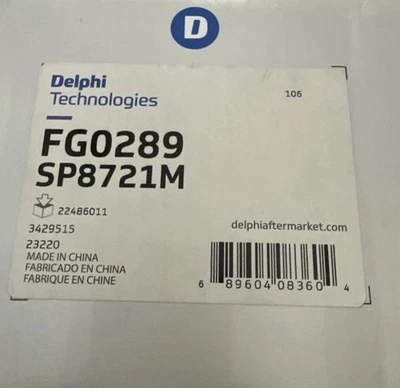 D
Delphi
Technologies
106
FG0289
SP8721M
22486011
3429515
23220
MADE IN CHINA
FABRICADO EN CHINA
FABRIQUE EN CHINE
delphiaftermarket.com
6 89604 08360 4